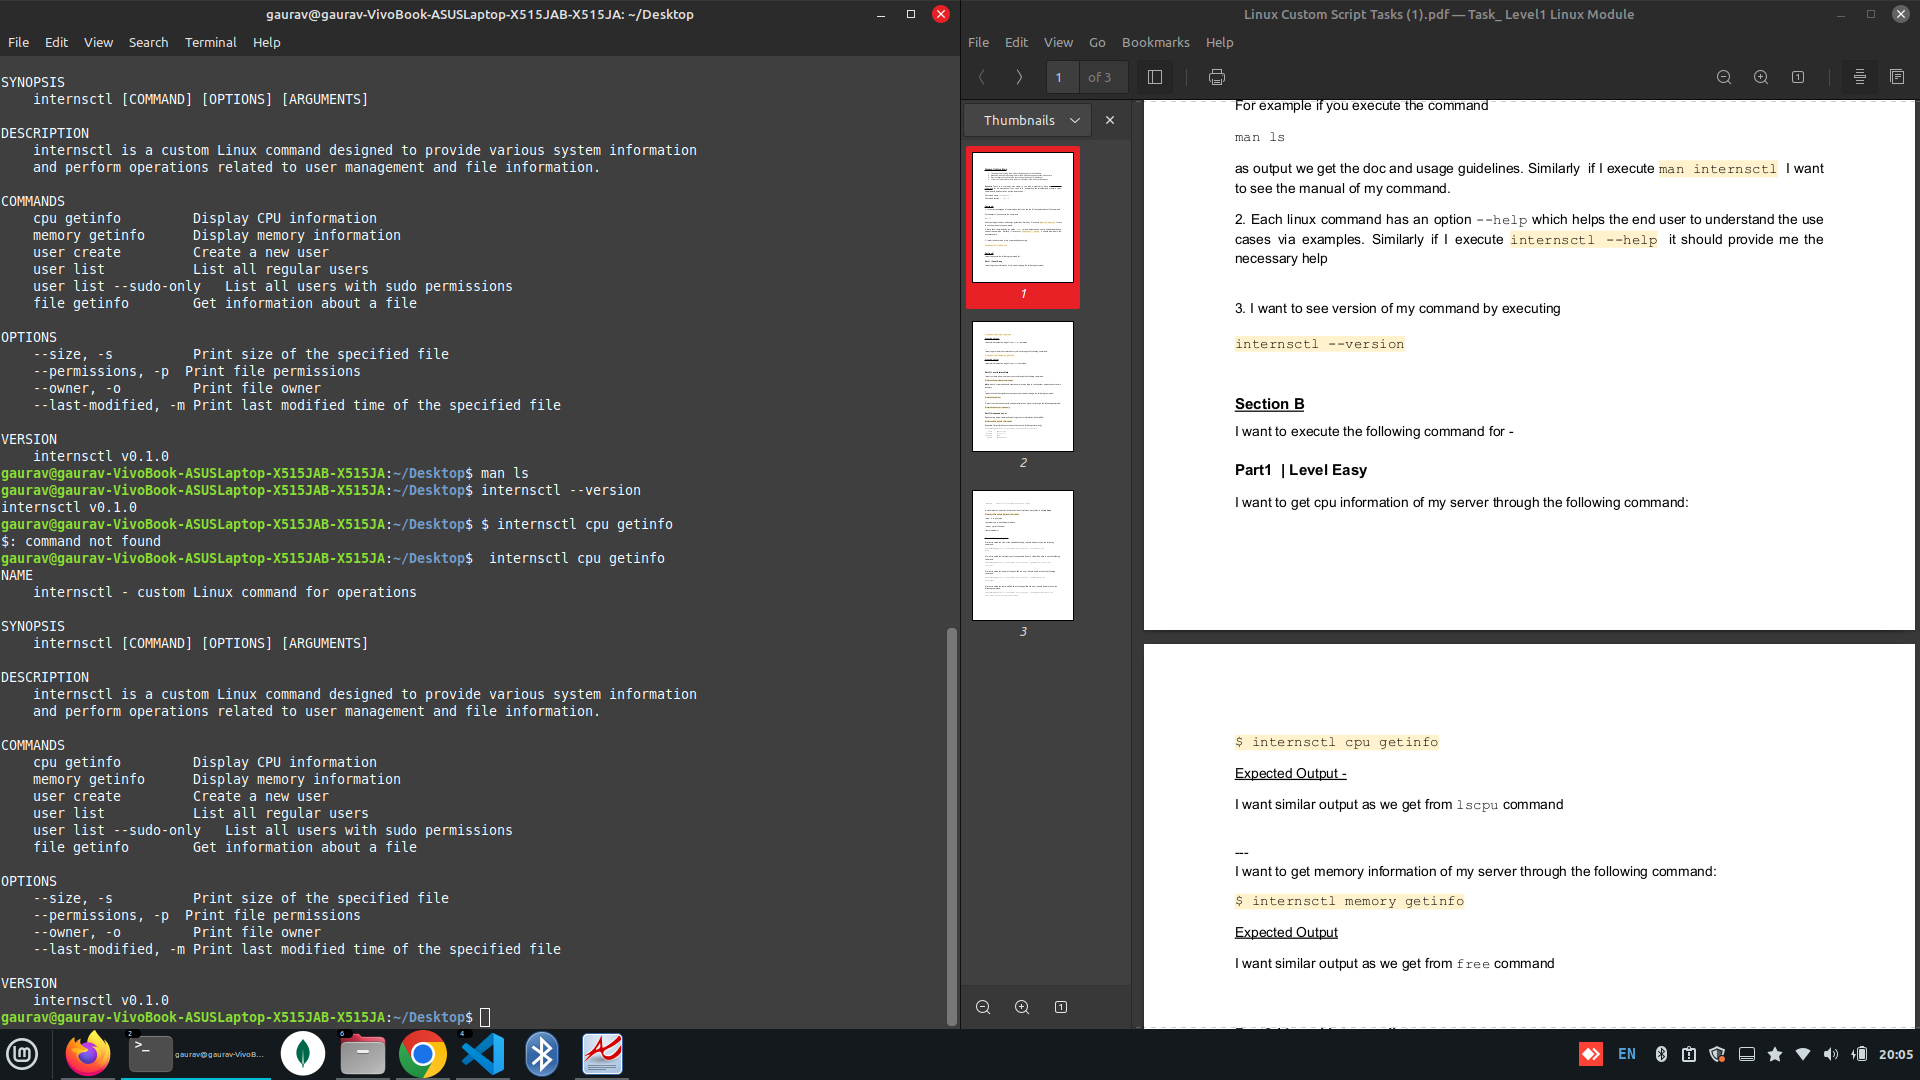 gaurav@gaurav-VivoBook-ASUSLaptop-X515JAB-X515JA: ~/Desktop
File Edit View Search Terminal Help
SYNOPSIS
internsctl [COMMAND] [OPTIONS] [ARGUMENTS]
DESCRIPTION
internsctl is a custom Linux command designed to provide various system information
and perform operations related to user management and file information.
COMMANDS
cpu getinfo Display CPU information
memory getinfo Display memory information
user create Create a new user
user list List all regular users
user list --sudo-only List all users with sudo permissions
file getinfo Get information about a file
OPTIONS
--size, -s Print size of the specified file
--permissions, -p Print file permissions
--owner, -o Print file owner
--last-modified, -m Print last modified time of the specified file
VERSION
internsctl v0.1.0
gaurav@gaurav-VivoBook-ASUSLaptop-X515JAB-X515JA:~/Desktop$ man ls
gaurav@gaurav-VivoBook-ASUSLaptop-X515JAB-X515JA:~/Desktop$ internsctl --version
internsctl v0.1.0
gaurav@gaurav-VivoBook-ASUSLaptop-X515JAB-X515JA:~/Desktop$ $ internsctl cpu getinfo
$: command not found
gaurav@gaurav-VivoBook-ASUSLaptop-X515JAB-X515JA:~/Desktop$ internsctl cpu getinfo
NAME
internsctl - custom Linux command for operations
SYNOPSIS
internsctl [COMMAND] [OPTIONS] [ARGUMENTS]
DESCRIPTION
internsctl is a custom Linux command designed to provide various system information
and perform operations related to user management and file information.
COMMANDS
cpu getinfo Display CPU information
memory getinfo Display memory information
user create Create a new user
user list List all regular users
user list --sudo-only List all users with sudo permissions
file getinfo Get information about a file
OPTIONS
--size, -s Print size of the specified file
--permissions, -p Print file permissions
--owner, -o Print file owner
--last-modified, -m Print last modified time of the specified file
VERSION
internsctl v0.1.0
gaurav@gaurav-VivoBook-ASUSLaptop-X515JAB-X515JA:~/Desktop$
Linux Custom Script Tasks (1).pdf — Task_ Level1 Linux Module
File Edit View Go Bookmarks Help
1 of 3
Thumbnails
1
2
3
For example if you execute the command
man ls
as output we get the doc and usage guidelines. Similarly if I execute man internsctl I want
to see the manual of my command.
2. Each linux command has an option --help which helps the end user to understand the use
cases via examples. Similarly if I execute internsctl --help it should provide me the
necessary help
3. I want to see version of my command by executing
internsctl --version
Section B
I want to execute the following command for -
Part1 | Level Easy
I want to get cpu information of my server through the following command:
$ internsctl cpu getinfo
Expected Output -
I want similar output as we get from lscpu command
---
I want to get memory information of my server through the following command:
$ internsctl memory getinfo
Expected Output
I want similar output as we get from free command
2
gaurav@gaurav-VivoB...
6
4
EN
20:05